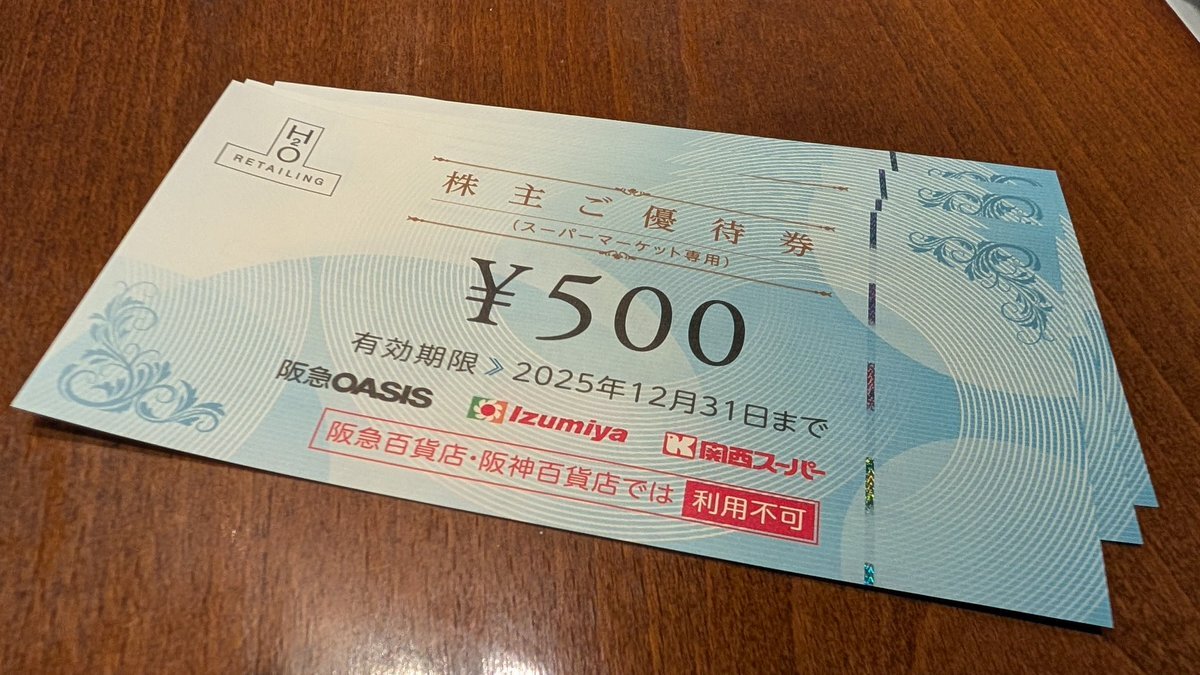 H2O
RETAILING
株主ご優待券
（スーパーマーケット専用）
¥500
有効期限 》 2025年12月31日まで
阪急OASIS Izumiya 関西スーパー
阪急百貨店・阪神百貨店では 利用不可